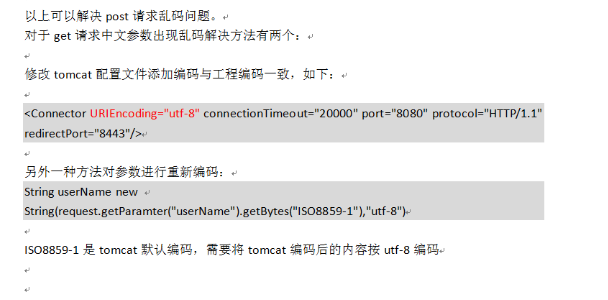 以上可以解决 post 请求乱码问题。
对于 get 请求中文参数出现乱码解决方法有两个：
修改 tomcat 配置文件添加编码与工程编码一致，如下：
<Connector URIEncoding="utf-8" connectionTimeout="20000" port="8080" protocol="HTTP/1.1"
redirectPort="8443"/>
另外一种方法对参数进行重新编码：
String userName new
String(request.getParamter("userName").getBytes("ISO8859-1"),"utf-8")
ISO8859-1 是 tomcat 默认编码，需要将 tomcat 编码后的内容按 utf-8 编码